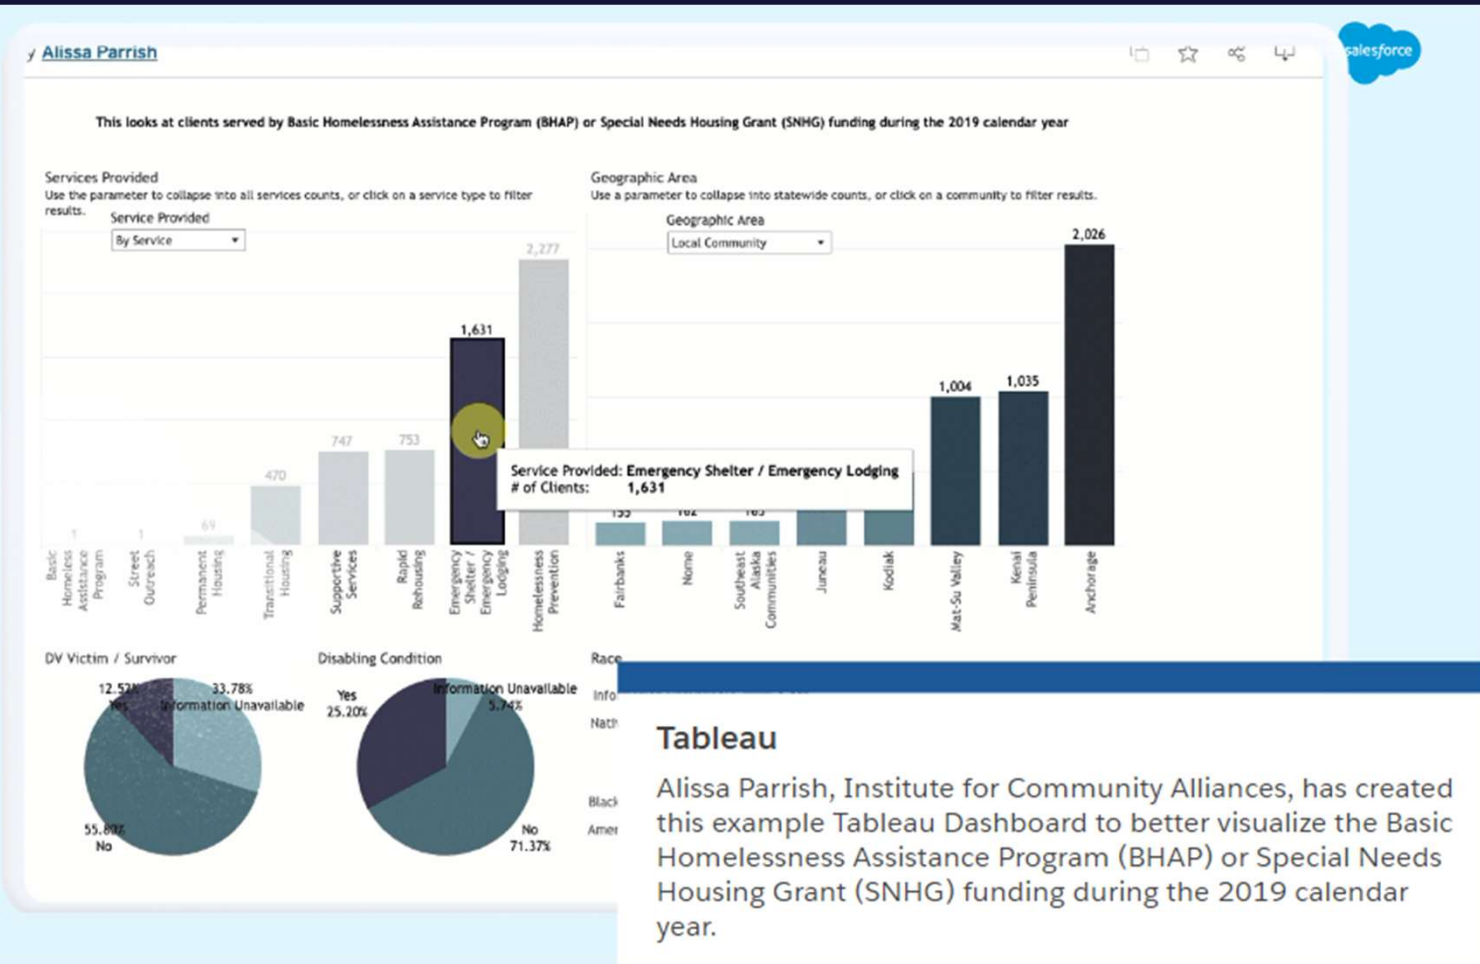 Alissa Parrish
salesforce
This looks at clients served by Basic Homelessness Assistance Program (BHAP) or Special Needs Housing Grant (SNHG) funding during the 2019 calendar year
Services Provided
Use the parameter to collapse into all services counts, or click on a service type to filter
results.
Service Provided
By Service
1
1
69
470
747
753
1,631
2,277
Service Provided: Emergency Shelter / Emergency Lodging
# of Clients: 1,631
Basic
Homeless
Assistance
Program
Street
Outreach
Permanent
Housing
Transitional
Housing
Supportive
Services
Rapid
Rehousing
Emergency
Shelter /
Emergency
Lodging
Homelessness
Prevention
Geographic Area
Use a parameter to collapse into statewide counts, or click on a community to filter results.
Geographic Area
Local Community
1,004
1,035
2,026
Fairbanks
Nome
Southeast
Alaska
Communities
Juneau
Kodiak
Mat-Su Valley
Kenai
Peninsula
Anchorage
DV Victim / Survivor
12.52%
Yes
33.78%
Information Unavailable
55.80%
No
Disabling Condition
Yes
25.20%
Information Unavailable
5.74%
No
71.37%
Race
Tableau
Alissa Parrish, Institute for Community Alliances, has created
this example Tableau Dashboard to better visualize the Basic
Homelessness Assistance Program (BHAP) or Special Needs
Housing Grant (SNHG) funding during the 2019 calendar
year.